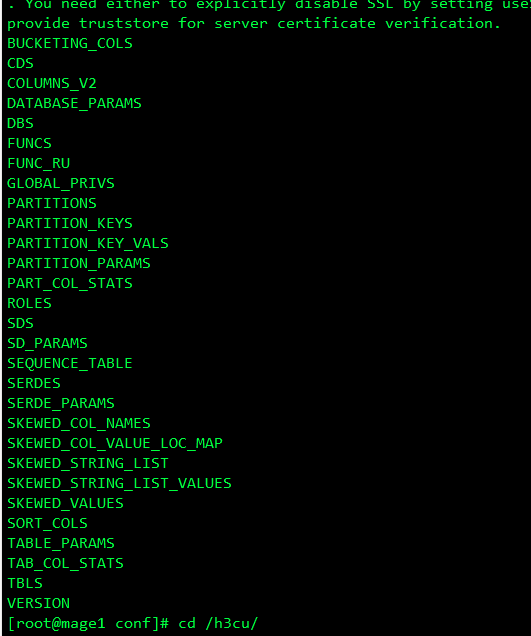 . You need either to explicitly disable SSL by setting useS
provide truststore for server certificate verification.
BUCKETING_COLS
CDS
COLUMNS_V2
DATABASE_PARAMS
DBS
FUNCS
FUNC_RU
GLOBAL_PRIVS
PARTITIONS
PARTITION_KEYS
PARTITION_KEY_VALS
PARTITION_PARAMS
PART_COL_STATS
ROLES
SDS
SD_PARAMS
SEQUENCE_TABLE
SERDES
SERDE_PARAMS
SKEWED_COL_NAMES
SKEWED_COL_VALUE_LOC_MAP
SKEWED_STRING_LIST
SKEWED_STRING_LIST_VALUES
SKEWED_VALUES
SORT_COLS
TABLE_PARAMS
TAB_COL_STATS
TBLS
VERSION
[root@mage1 conf]# cd /h3cu/